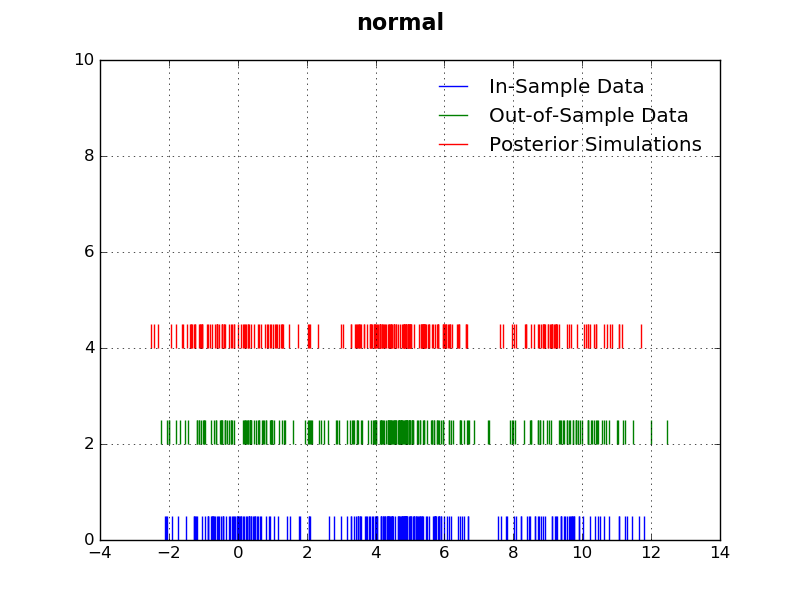 normal
10
8
6
4
2
0
−4 −2 0 2 4 6 8 10 12 14
In-Sample Data
Out-of-Sample Data
Posterior Simulations